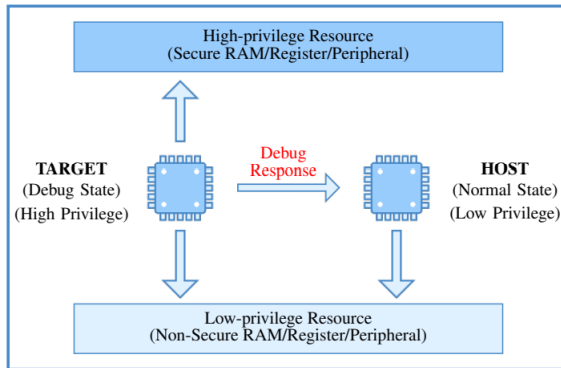 High-privilege Resource
(Secure RAM/Register/Peripheral)
TARGET
(Debug State)
(High Privilege)
Debug
Response
HOST
(Normal State)
(Low Privilege)
Low-privilege Resource
(Non-Secure RAM/Register/Peripheral)